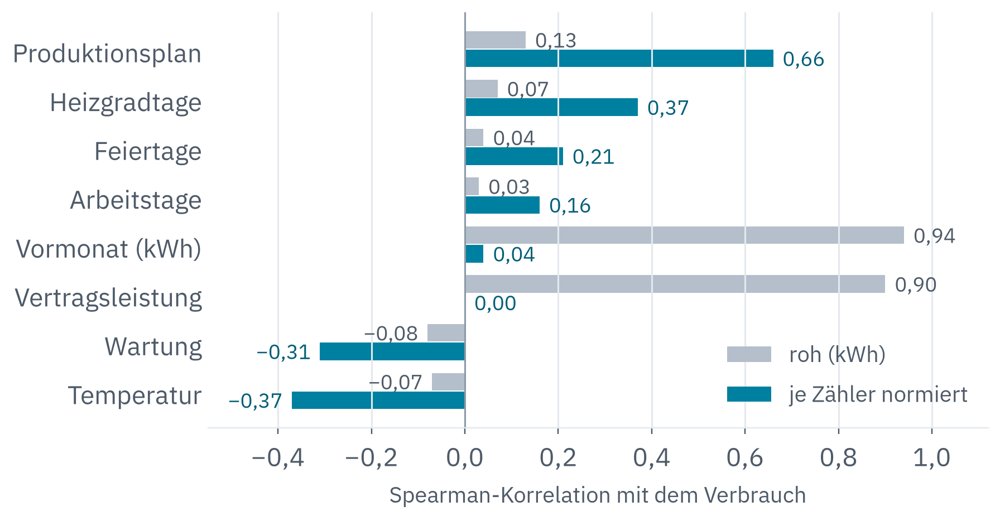 Produktionsplan
0,13
0,66
Heizgradtage
0,07
0,37
Feiertage
0,04
0,21
Arbeitstage
0,03
0,16
Vormonat (kWh)
0,94
0,04
Vertragsleistung
0,90
0,00
Wartung
−0,08
−0,31
Temperatur
−0,07
−0,37
roh (kWh)
je Zähler normiert
−0,4 −0,2 0,0 0,2 0,4 0,6 0,8 1,0
Spearman-Korrelation mit dem Verbrauch